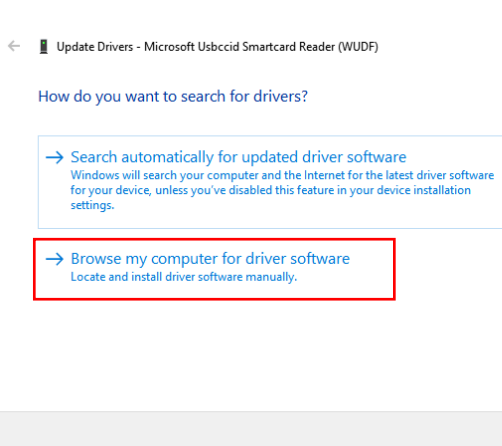 Update Drivers - Microsoft Usbccid Smartcard Reader (WUDF)
How do you want to search for drivers?
Search automatically for updated driver software
Windows will search your computer and the Internet for the latest driver software
for your device, unless you've disabled this feature in your device installation
settings.
Browse my computer for driver software
Locate and install driver software manually.